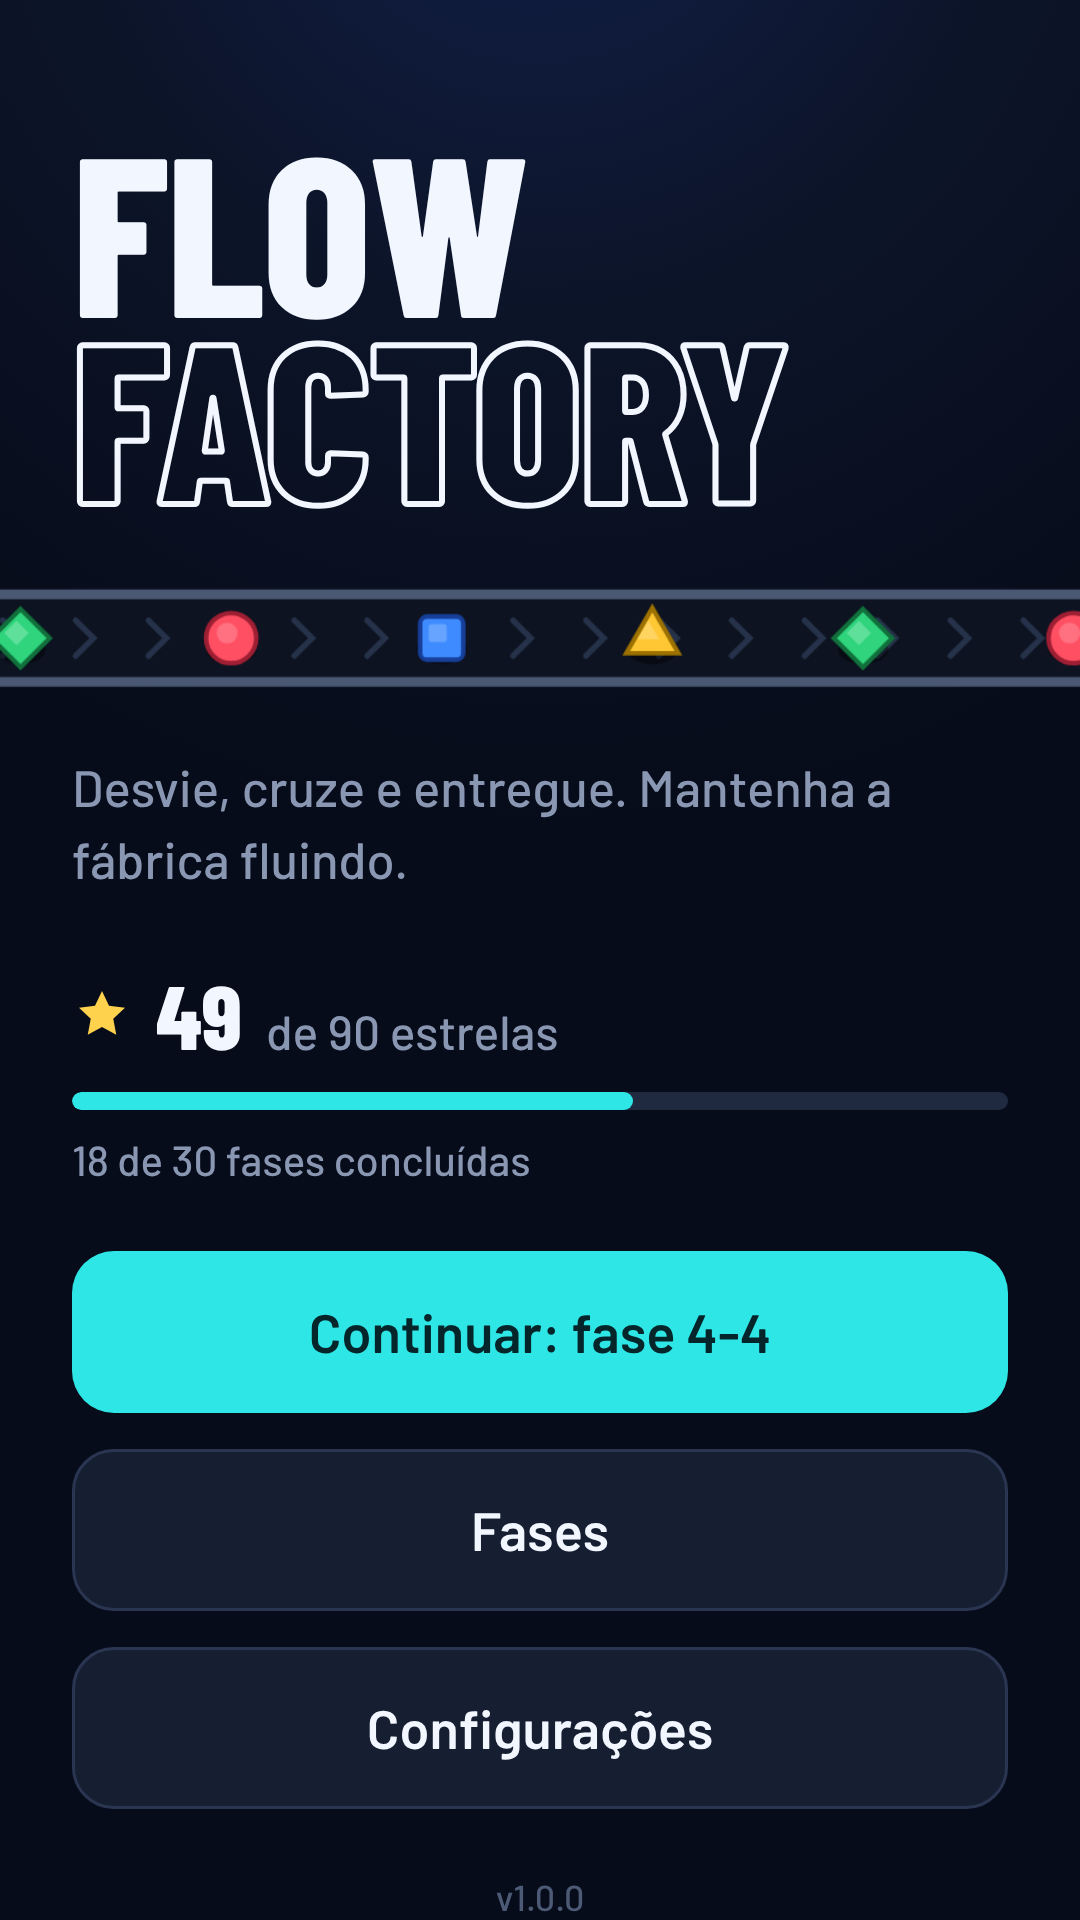 FLOW
FACTORY
Desvie, cruze e entregue. Mantenha a
fábrica fluindo.
49 de 90 estrelas
18 de 30 fases concluídas
Continuar: fase 4-4
Fases
Configurações
v1.0.0